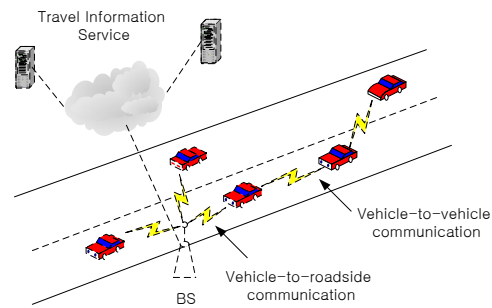 Travel Information
Service
Vehicle-to-vehicle
communication
Vehicle-to-roadside
communication
BS